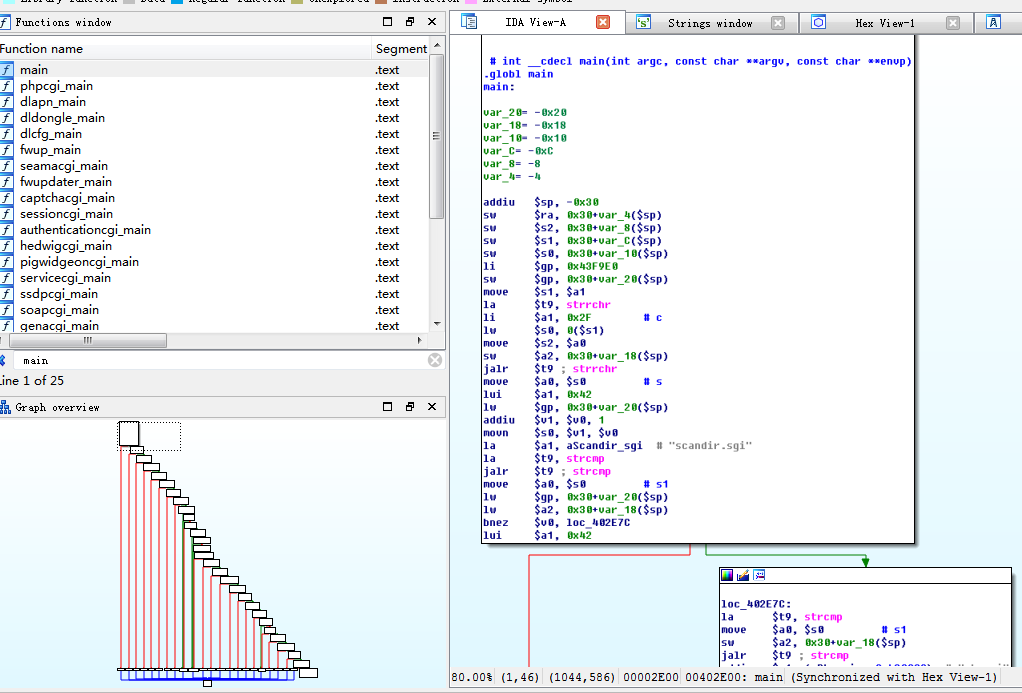 Functions window
IDA View-A
Strings window
Hex View-1
A
Function name Segment
main .text
phpcgi_main .text
dlapn_main .text
dldongle_main .text
dlcfg_main .text
fwup_main .text
seamacgi_main .text
fwupdater_main .text
captchacgi_main .text
sessioncgi_main .text
authenticationcgi_main .text
hedwigcgi_main .text
pigwidgeoncgi_main .text
servicecgi_main .text
ssdpcgi_main .text
soapcgi_main .text
genacgi_main .text
main
ine 1 of 25
Graph overview
# int __cdecl main(int argc, const char **argv, const char **envp)
.globl main
main:
var_20= -0x20
var_18= -0x18
var_10= -0x10
var_C= -0xC
var_8= -8
var_4= -4
addiu $sp, -0x30
sw $ra, 0x30+var_4($sp)
sw $s2, 0x30+var_8($sp)
sw $s1, 0x30+var_C($sp)
sw $s0, 0x30+var_10($sp)
li $gp, 0x43F9E0
sw $gp, 0x30+var_20($sp)
move $s1, $a1
la $t9, strrchr
li $a1, 0x2F # c
lw $s0, 0($s1)
move $s2, $a0
sw $a2, 0x30+var_18($sp)
jalr $t9 ; strrchr
move $a0, $s0 # s
lui $a1, 0x42
lw $gp, 0x30+var_20($sp)
addiu $v1, $v0, 1
movn $s0, $v1, $v0
la $a1, aScandir_sgi # "scandir.sgi"
la $t9, strcmp
jalr $t9 ; strcmp
move $a0, $s0 # s1
lw $gp, 0x30+var_20($sp)
lw $a2, 0x30+var_18($sp)
bnez $v0, loc_402E7C
lui $a1, 0x42
loc_402E7C:
la $t9, strcmp
move $a0, $s0 # s1
sw $a2, 0x30+var_18($sp)
jalr $t9 ; strcmp
80.00% (1,46) (1044,586) 00002E00 00402E00: main (Synchronized with Hex View-1)